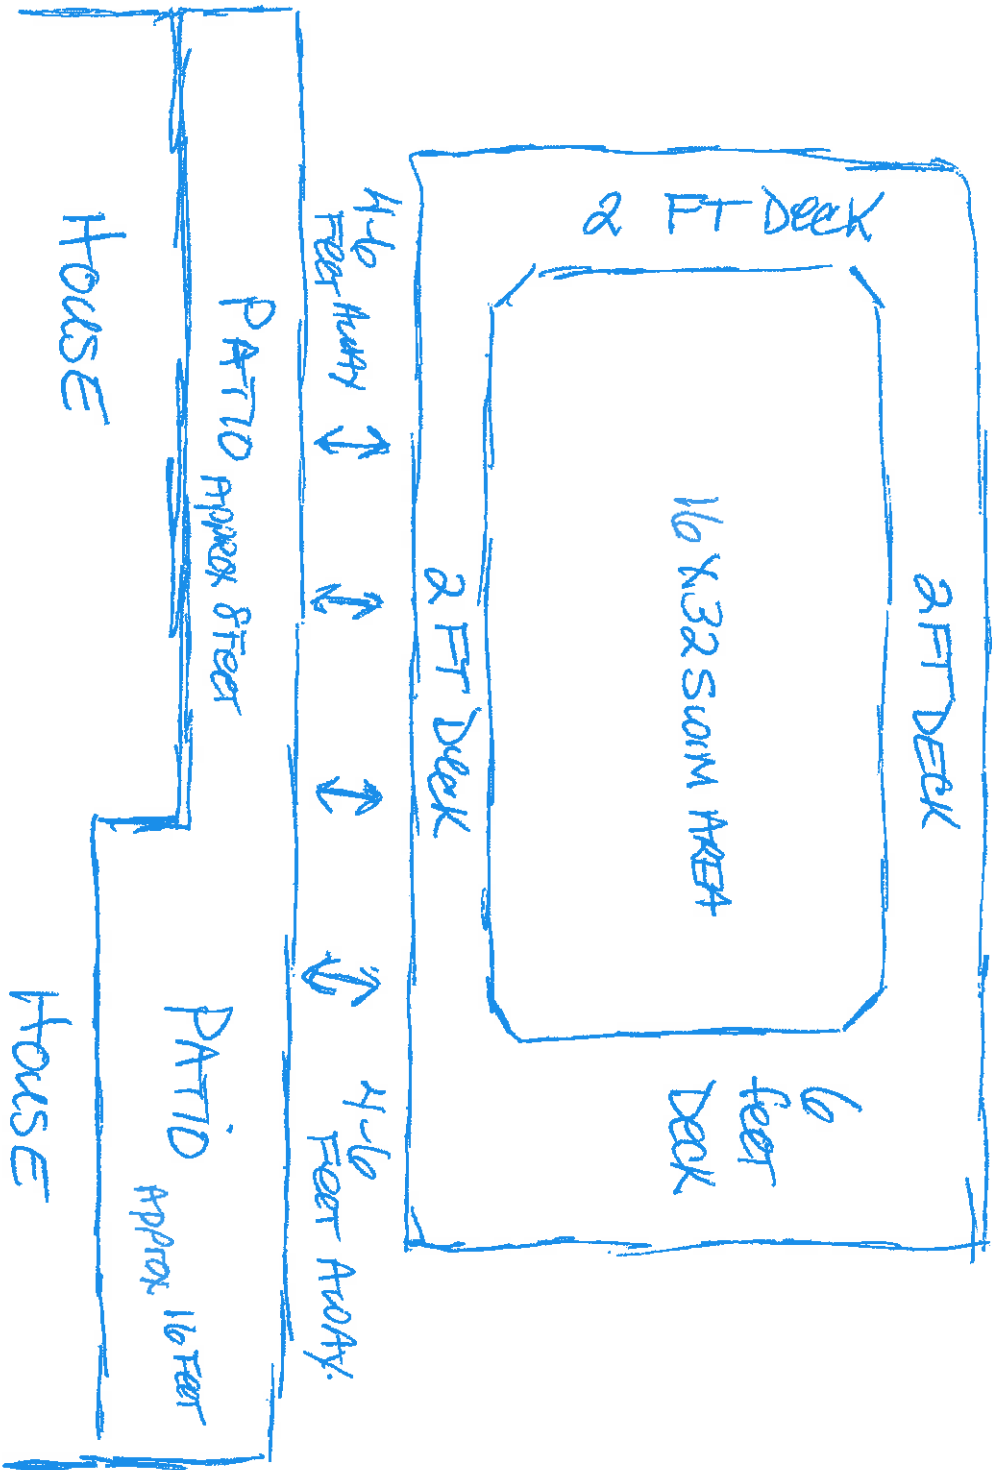 2 FT Deck
2 FT DECK
16 X 32 SWIM AREA
2 FT Deck
6
feet
Deck
4-6
Feet Away
4-6
Feet Away.
PATIO Approx 8 Feet
PATIO
Approx 16 Feet
HOUSE
HOUSE